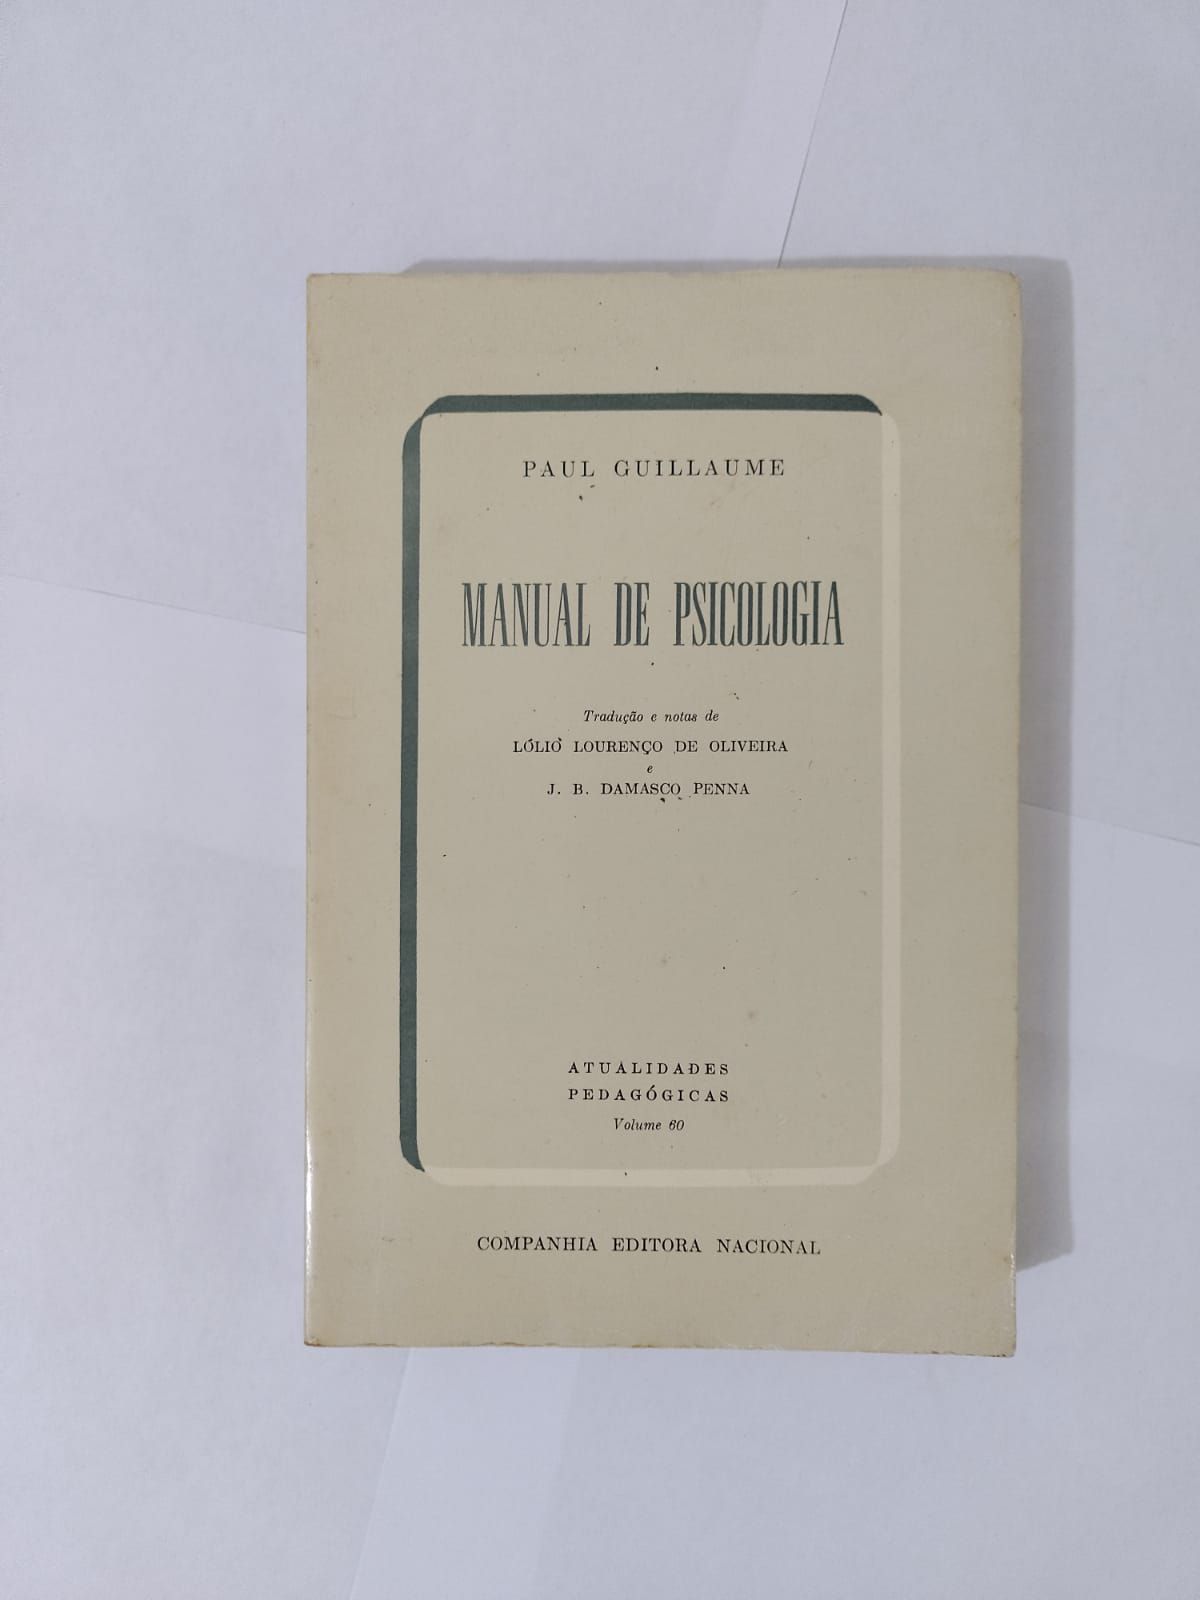 PAUL GUILLAUME
MANUAL DE PSICOLOGIA
Tradução e notas de
LÓLIO LOURENÇO DE OLIVEIRA
e
J. B. DAMASCO PENNA
ATUALIDADES
PEDAGÓGICAS
Volume 60
COMPANHIA EDITORA NACIONAL